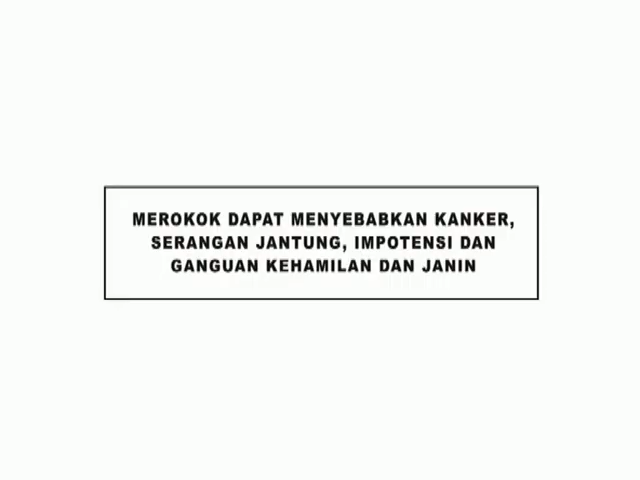 MEROKOK DAPAT MENYEBABKAN KANKER,
SERANGAN JANTUNG, IMPOTENSI DAN
GANGUAN KEHAMILAN DAN JANIN